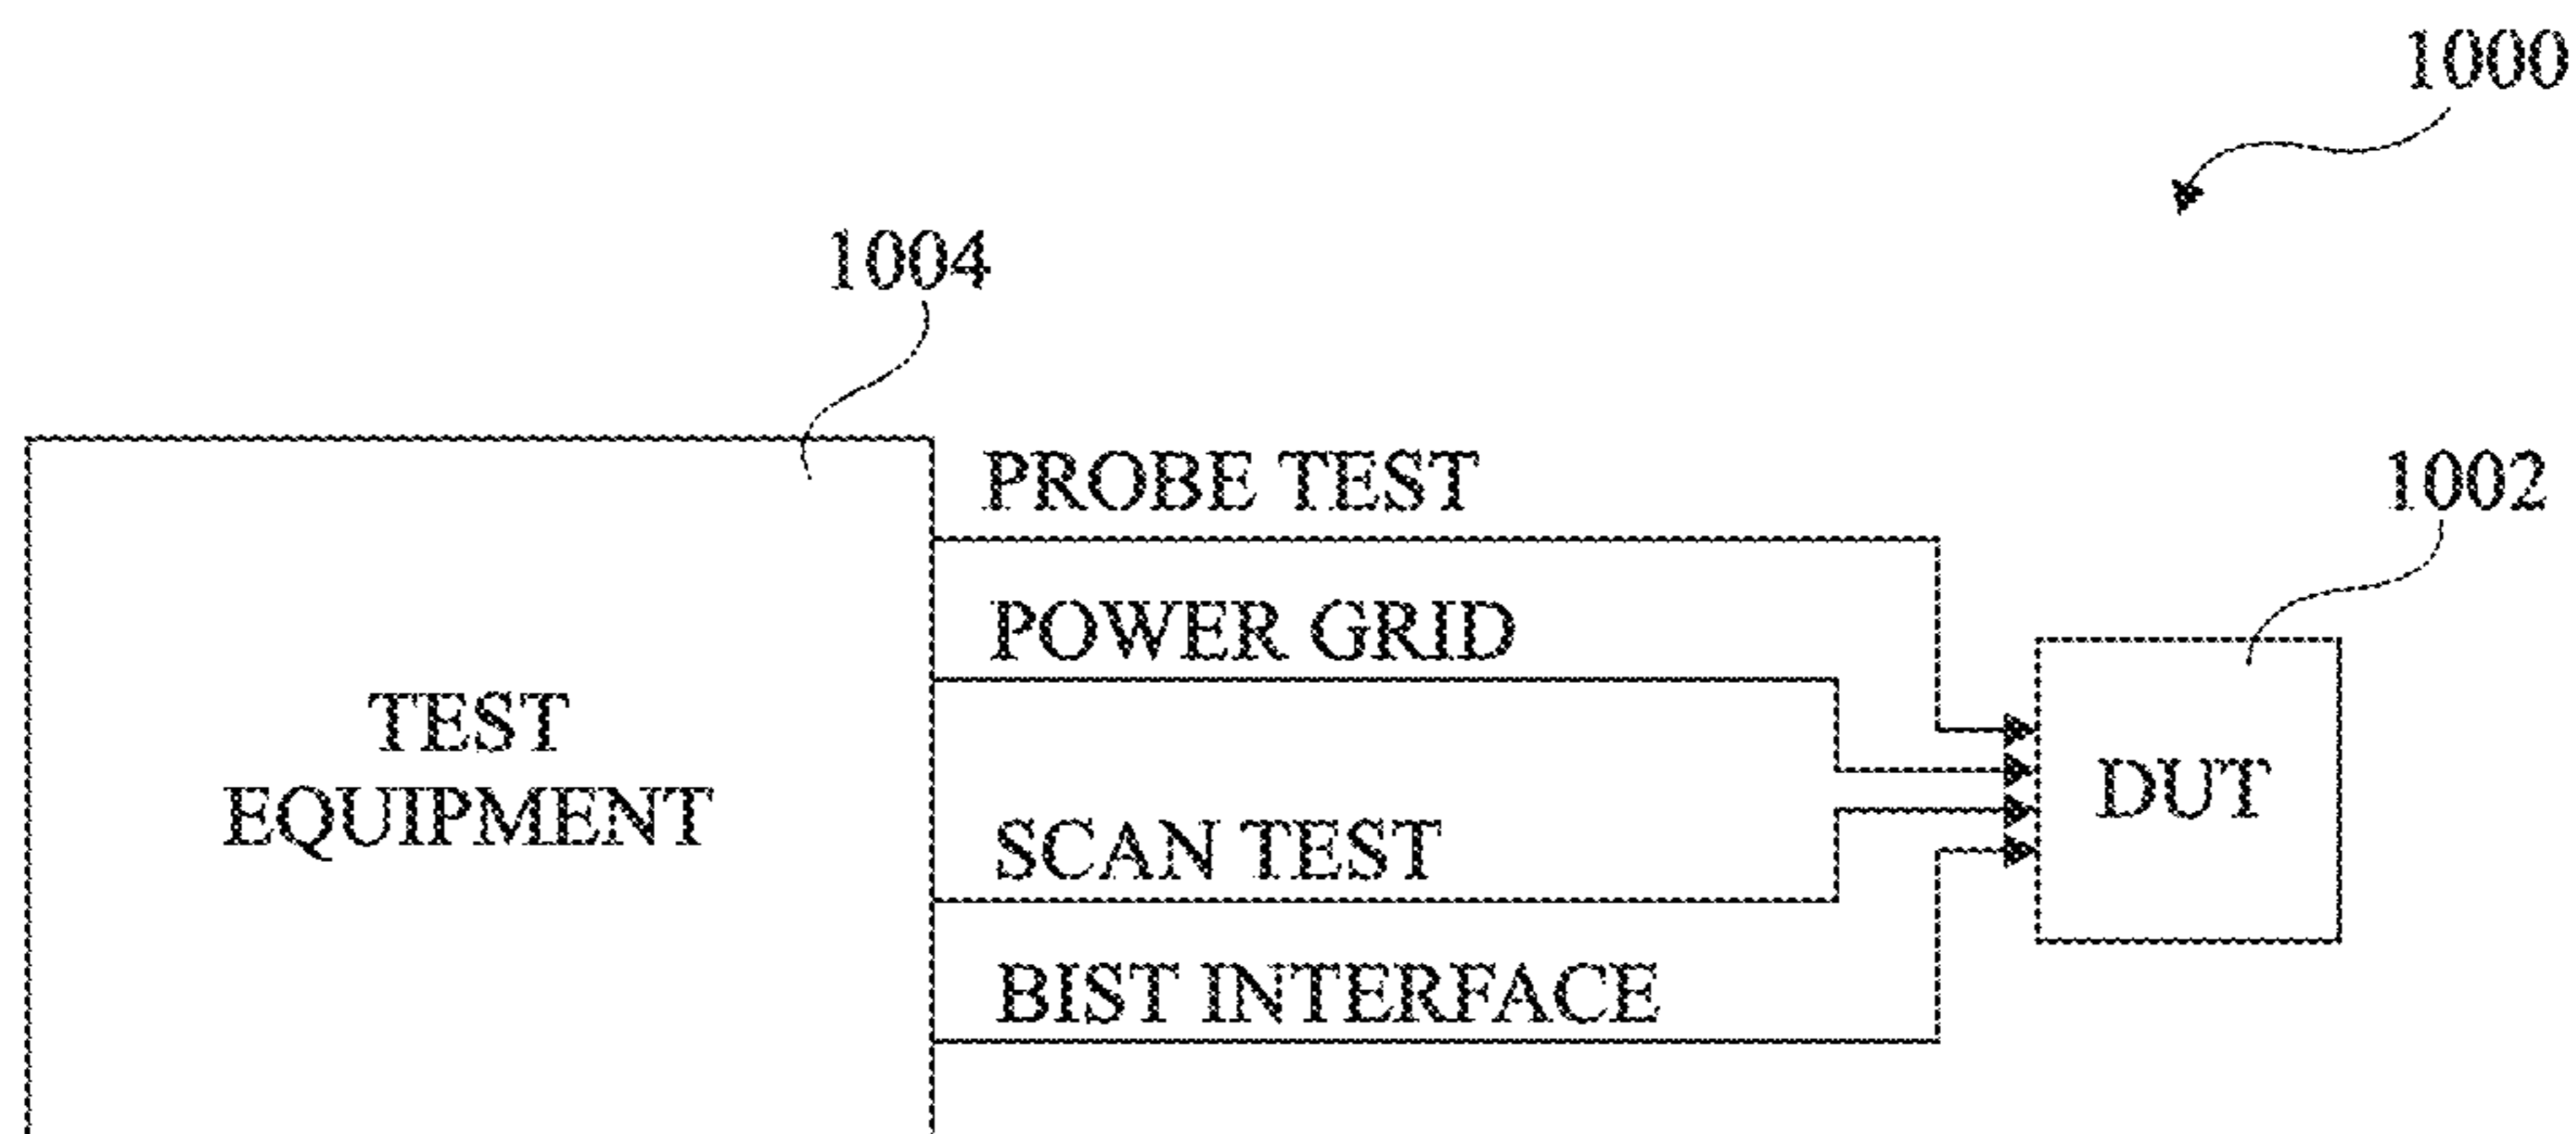 1000
1004
PROBE TEST
1002
POWER GRID
TEST
EQUIPMENT
DUT
SCAN TEST
BIST INTERFACE